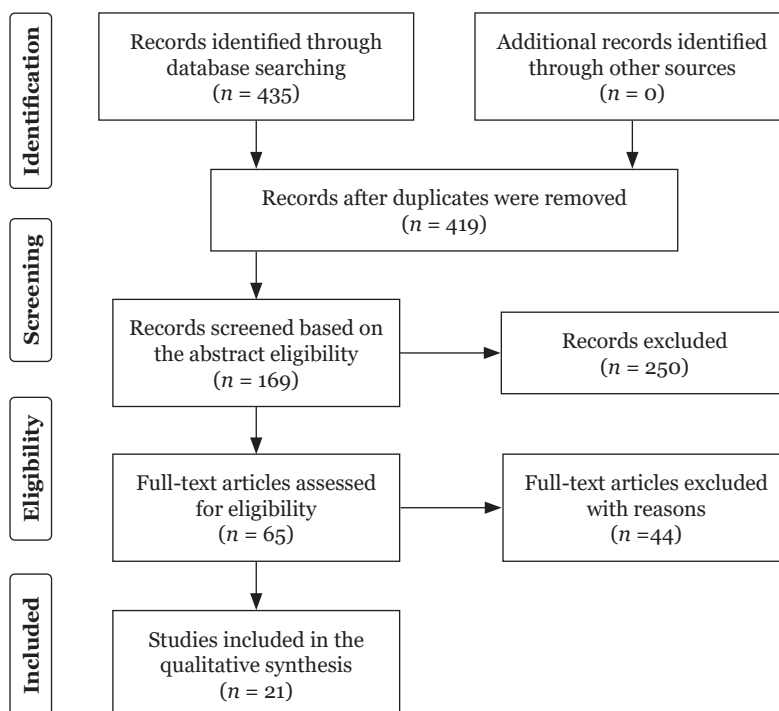 Identification
Records identified through
database searching
(n = 435)
Additional records identified
through other sources
(n = 0)
Records after duplicates were removed
(n = 419)
Screening
Records screened based on
the abstract eligibility
(n = 169)
Records excluded
(n = 250)
Eligibility
Full-text articles assessed
for eligibility
(n = 65)
Full-text articles excluded
with reasons
(n =44)
Included
Studies included in the
qualitative synthesis
(n = 21)